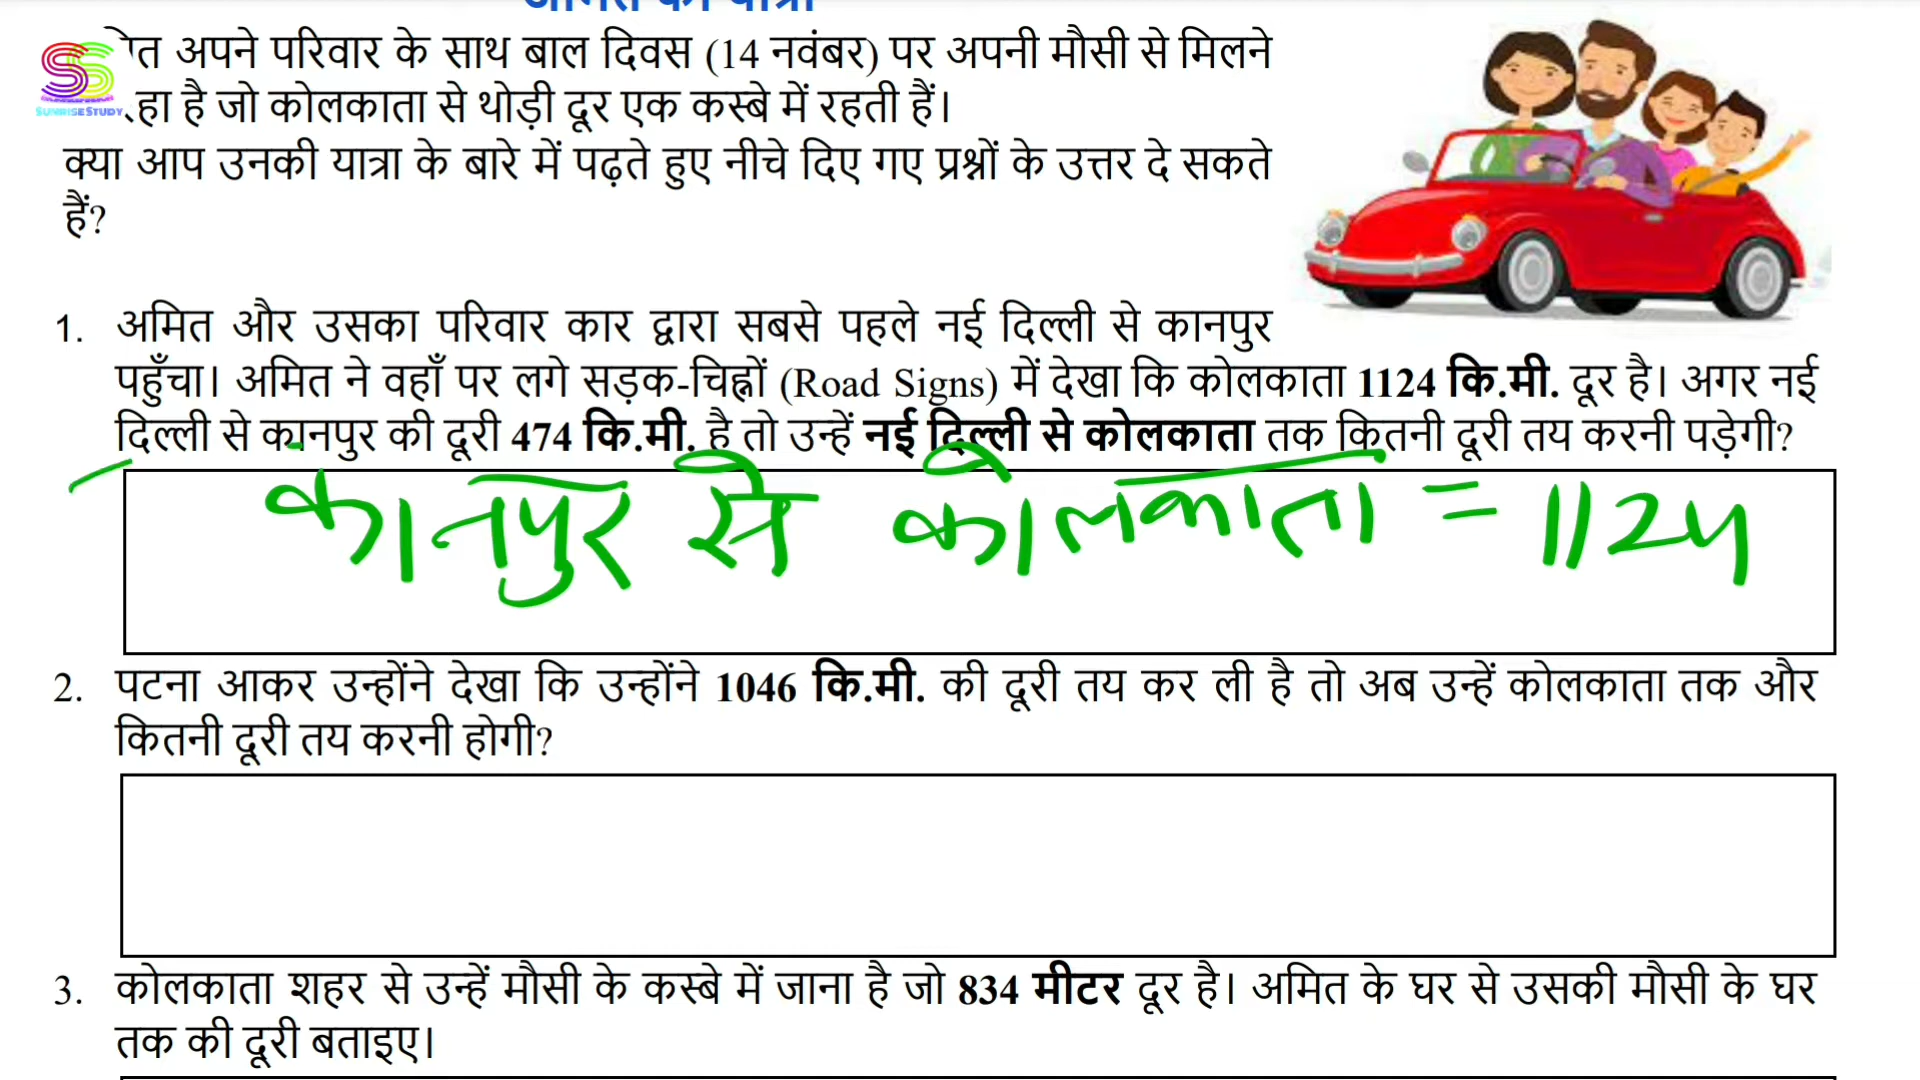 SUNRISE STUDY
अपने परिवार के साथ बाल दिवस (14 नवंबर) पर अपनी मौसी से मिलने
है जो कोलकाता से थोड़ी दूर एक कस्बे में रहती हैं।
क्या आप उनकी यात्रा के बारे में पढ़ते हुए नीचे दिए गए प्रश्नों के उत्तर दे सकते
हैं?
1. अमित और उसका परिवार कार द्वारा सबसे पहले नई दिल्ली से कानपुर
पहुँचा। अमित ने वहाँ पर लगे सड़क-चिह्नों (Road Signs) में देखा कि कोलकाता 1124 कि.मी. दूर है। अगर नई
दिल्ली से कानपुर की दूरी 474 कि.मी. है तो उन्हें नई दिल्ली से कोलकाता तक कितनी दूरी तय करनी पड़ेगी?
कानपुर से कोलकाता = 1124
2. पटना आकर उन्होंने देखा कि उन्होंने 1046 कि.मी. की दूरी तय कर ली है तो अब उन्हें कोलकाता तक और
कितनी दूरी तय करनी होगी?
3. कोलकाता शहर से उन्हें मौसी के कस्बे में जाना है जो 834 मीटर दूर है। अमित के घर से उसकी मौसी के घर
तक की दूरी बताइए।